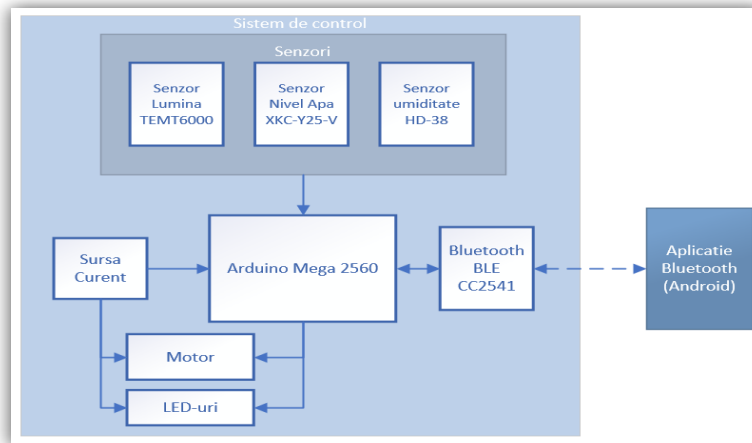 Sistem de control
Senzori
Senzor
Lumina
TEMT6000
Senzor
Nivel Apa
XKC-Y25-V
Senzor
umiditate
HD-38
Sursa
Curent
Arduino Mega 2560
Bluetooth
BLE
CC2541
Aplicatie
Bluetooth
(Android)
Motor
LED-uri